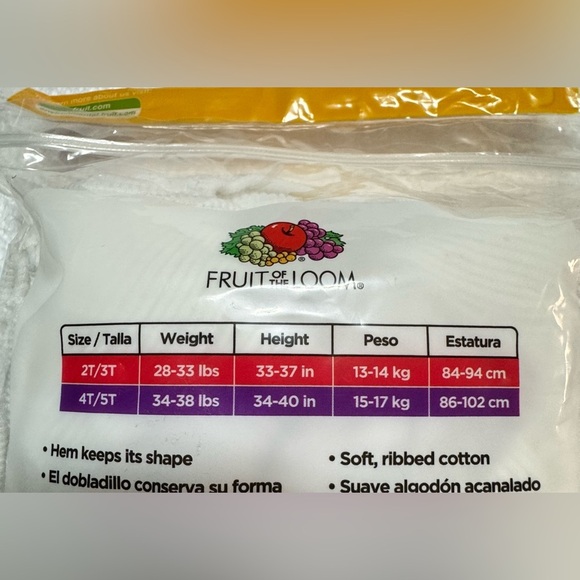 FRUIT OF THE LOOM®
Size / Talla Weight Height Peso Estatura
2T/3T 28-33 lbs 33-37 in 13-14 kg 84-94 cm
4T/5T 34-38 lbs 34-40 in 15-17 kg 86-102 cm
• Hem keeps its shape
• El dobladillo conserva su forma
• Soft, ribbed cotton
• Suave algodón acanalado